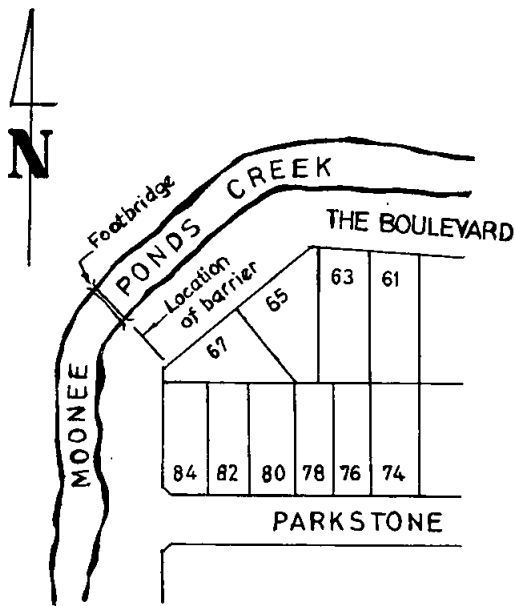 N
Footbridge
MOONEE PONDS CREEK
Location
of barrier
THE BOULEVARD
67
65
63
61
84
82
80
78
76
74
PARKSTONE